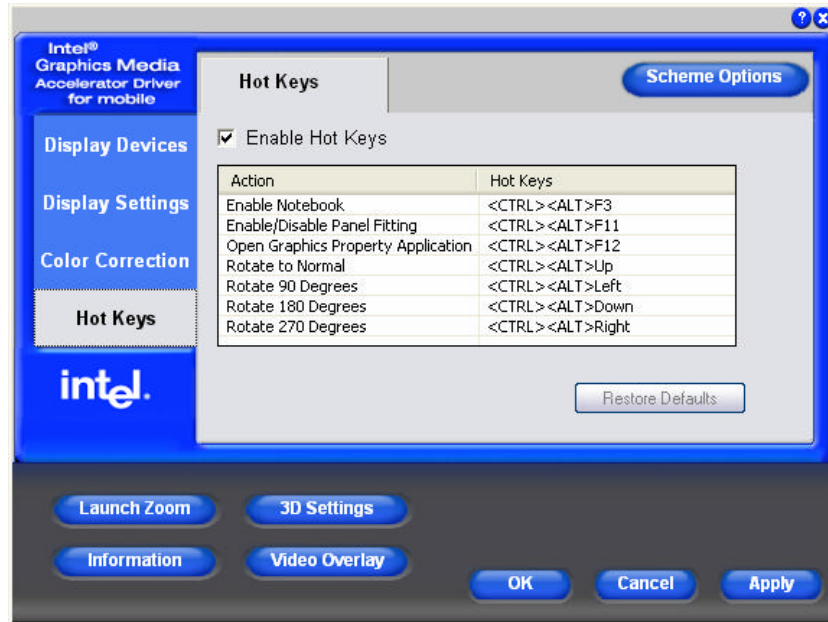 Intel®
Graphics Media
Accelerator Driver
for mobile
Hot Keys
Scheme Options
Display Devices
Display Settings
Color Correction
Hot Keys
intel.
Enable Hot Keys
Action Hot Keys
Enable Notebook <CTRL><ALT>F3
Enable/Disable Panel Fitting <CTRL><ALT>F11
Open Graphics Property Application <CTRL><ALT>F12
Rotate to Normal <CTRL><ALT>Up
Rotate 90 Degrees <CTRL><ALT>Left
Rotate 180 Degrees <CTRL><ALT>Down
Rotate 270 Degrees <CTRL><ALT>Right
Restore Defaults
Launch Zoom
3D Settings
Information
Video Overlay
OK
Cancel
Apply